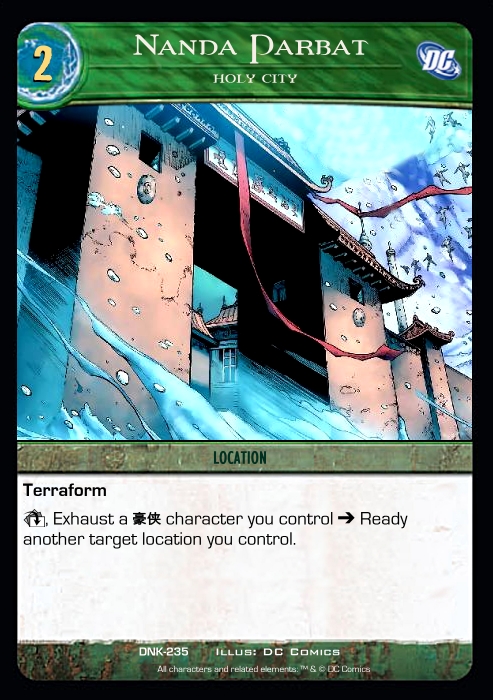 2
NANDA PARBAT
DC
HOLY CITY
LOCATION
Terraform
, Exhaust a 豪侠 character you control ➔ Ready
another target location you control.
DNK-235 ILLUS: DC COMICS
All characters and related elements: ™ & © DC Comics